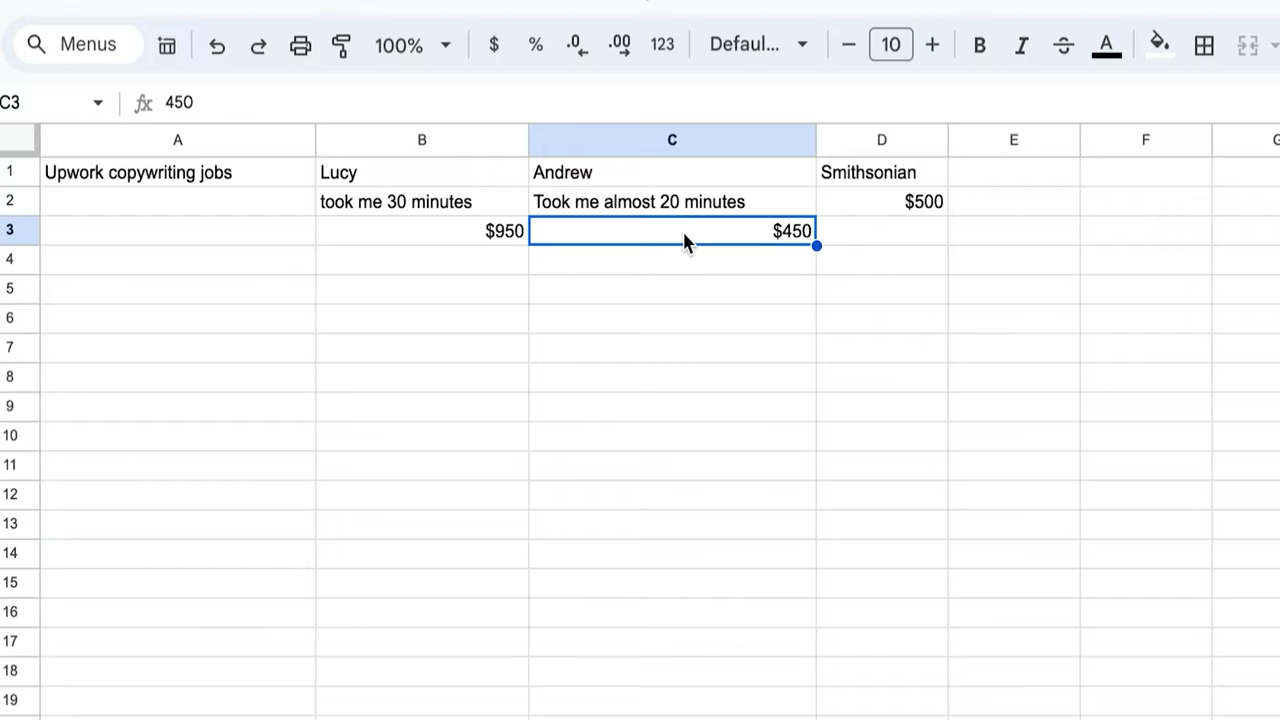 Menus 100% $ % .0 .00 123 Defaul... 10 B I S A
C3 fx 450
A B C D E F G
1 Upwork copywriting jobs Lucy Andrew Smithsonian
2 took me 30 minutes Took me almost 20 minutes $500
3 $950 $450
4
5
6
7
8
9
10
11
12
13
14
15
16
17
18
19